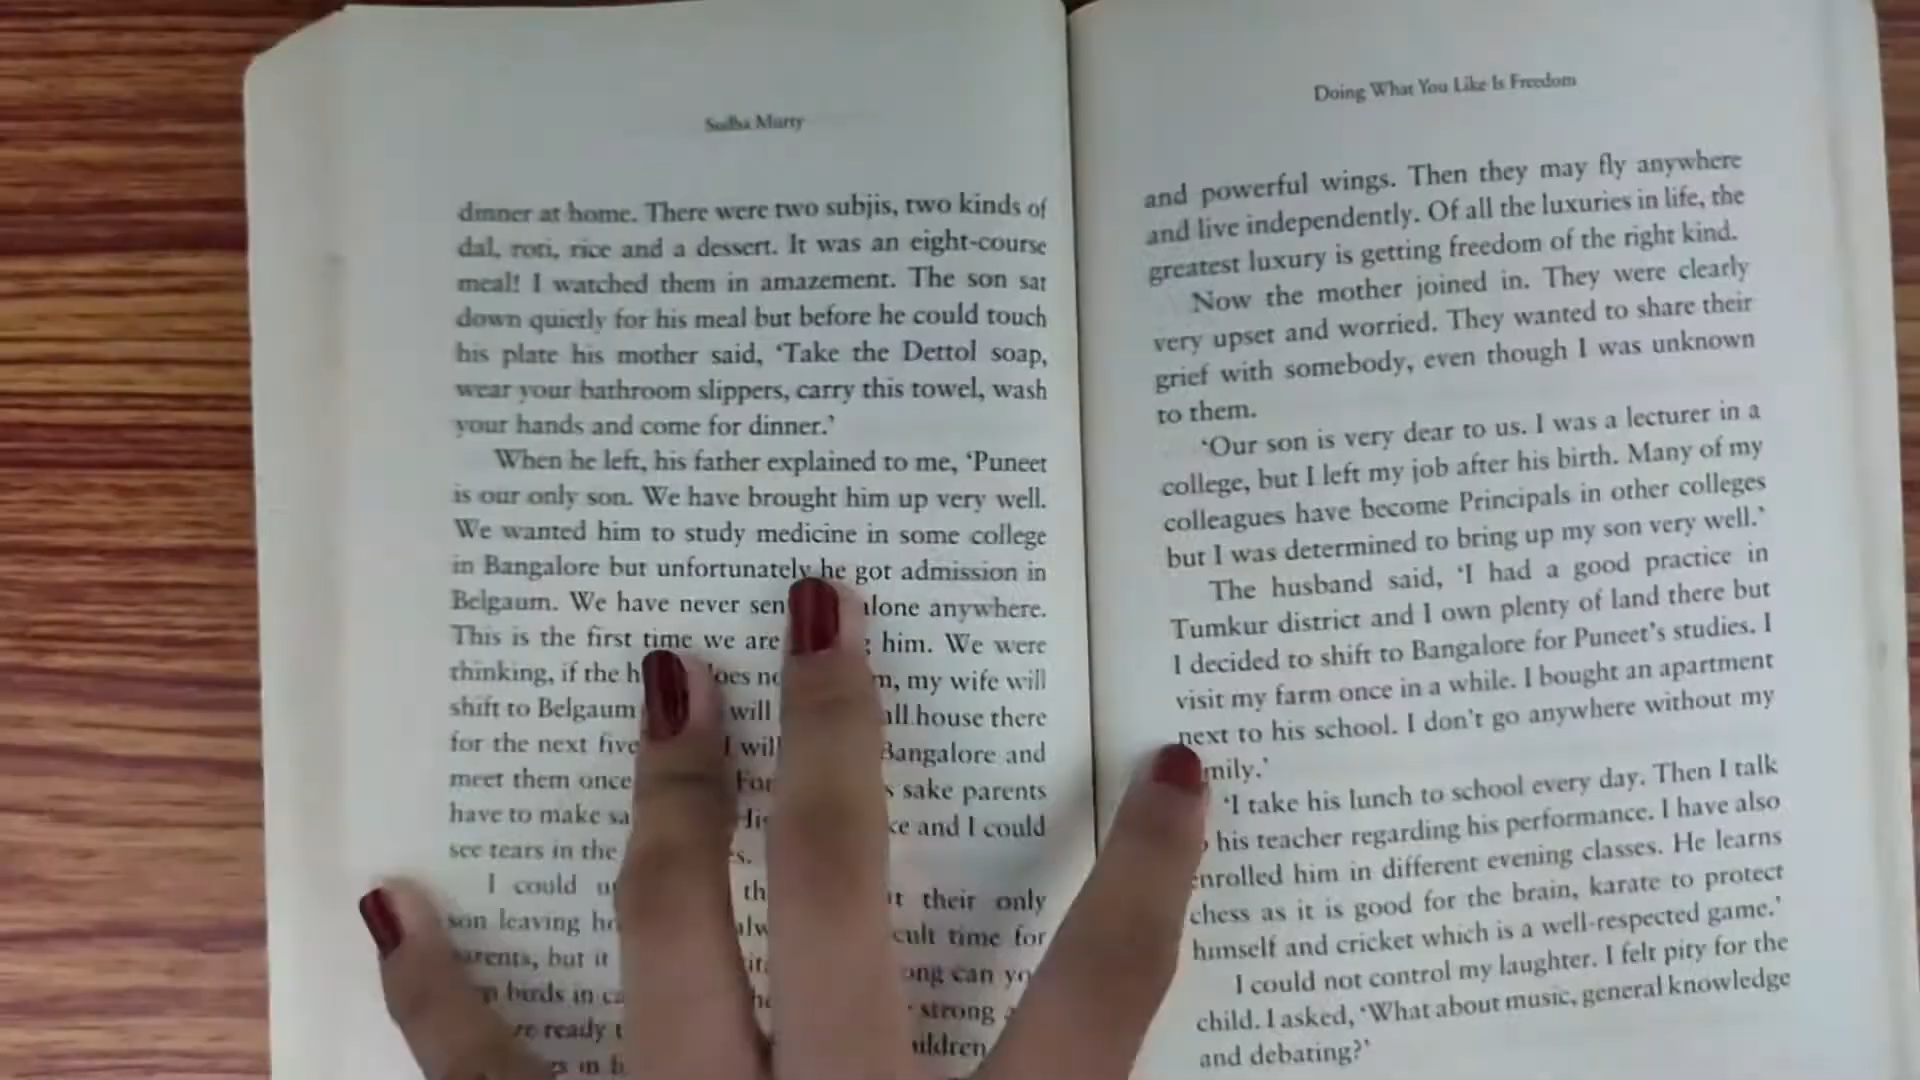 Sudha Murty
dinner at home. There were two subjis, two kinds of
dal, roti, rice and a dessert. It was an eight-course
meal! I watched them in amazement. The son sat
down quietly for his meal but before he could touch
his plate his mother said, ‘Take the Dettol soap,
wear your bathroom slippers, carry this towel, wash
your hands and come for dinner.’
When he left, his father explained to me, ‘Puneet
is our only son. We have brought him up very well.
We wanted him to study medicine in some college
in Bangalore but unfortunately he got admission in
Belgaum. We have never alone anywhere.
This is the first time we are him. We were
thinking, if the my wife will
shift to Belgaum will house there
for the next five I will Bangalore and
meet them once sake parents
have to make and I could
see tears in the
I could their only
son leaving time for
but it can
birds in strong
ready
in
Doing What You Like Is Freedom
and powerful wings. Then they may fly anywhere
and live independently. Of all the luxuries in life, the
greatest luxury is getting freedom of the right kind.
Now the mother joined in. They were clearly
very upset and worried. They wanted to share their
grief with somebody, even though I was unknown
to them.
‘Our son is very dear to us. I was a lecturer in a
college, but I left my job after his birth. Many of my
colleagues have become Principals in other colleges
but I was determined to bring up my son very well.’
The husband said, ‘I had a good practice in
Tumkur district and I own plenty of land there but
I decided to shift to Bangalore for Puneet’s studies. I
visit my farm once in a while. I bought an apartment
next to his school. I don’t go anywhere without my
‘I take his lunch to school every day. Then I talk
his teacher regarding his performance. I have also
enrolled him in different evening classes. He learns
chess as it is good for the brain, karate to protect
himself and cricket which is a well-respected game.’
I could not control my laughter. I felt pity for the
child. I asked, ‘What about music, general knowledge
and debating?’